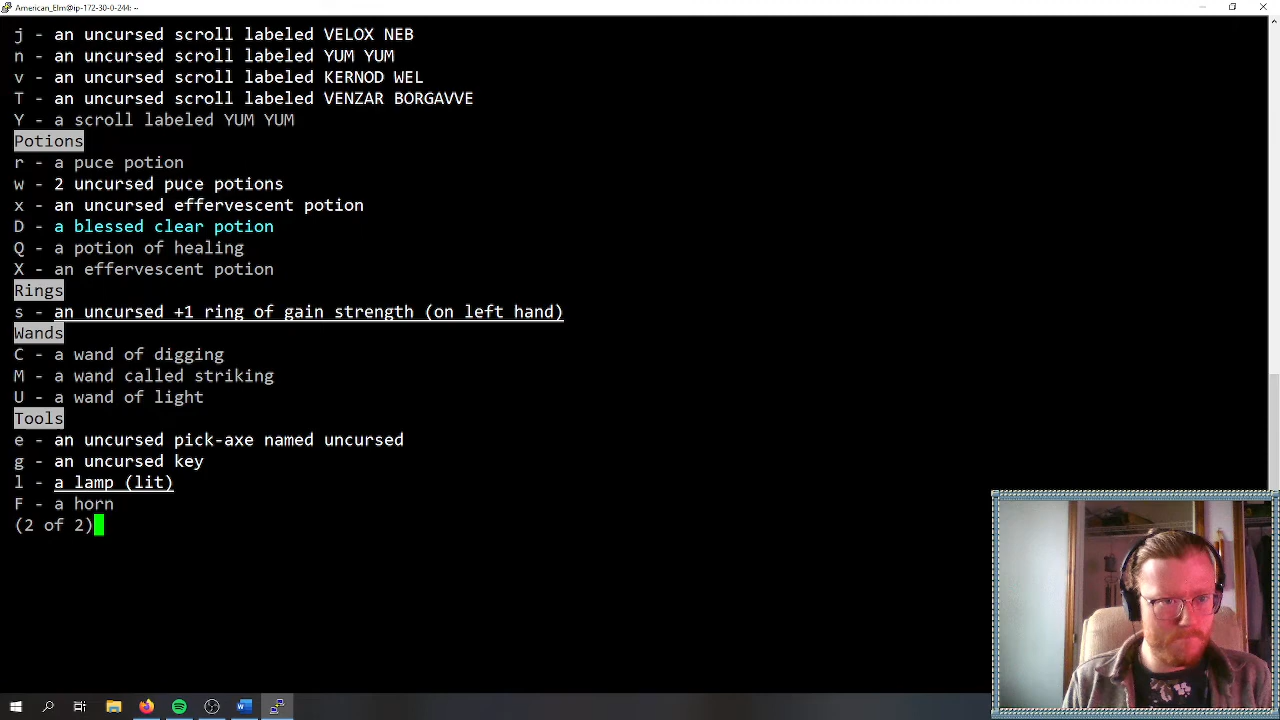 American_Elm@ip-172-30-0-244: ~
j - an uncursed scroll labeled VELOX NEB
n - an uncursed scroll labeled YUM YUM
v - an uncursed scroll labeled KERNOD WEL
T - an uncursed scroll labeled VENZAR BORGAVVE
Y - a scroll labeled YUM YUM
Potions
r - a puce potion
w - 2 uncursed puce potions
x - an uncursed effervescent potion
D - a blessed clear potion
Q - a potion of healing
X - an effervescent potion
Rings
s - an uncursed +1 ring of gain strength (on left hand)
Wands
C - a wand of digging
M - a wand called striking
U - a wand of light
Tools
e - an uncursed pick-axe named uncursed
g - an uncursed key
l - a lamp (lit)
F - a horn
(2 of 2)